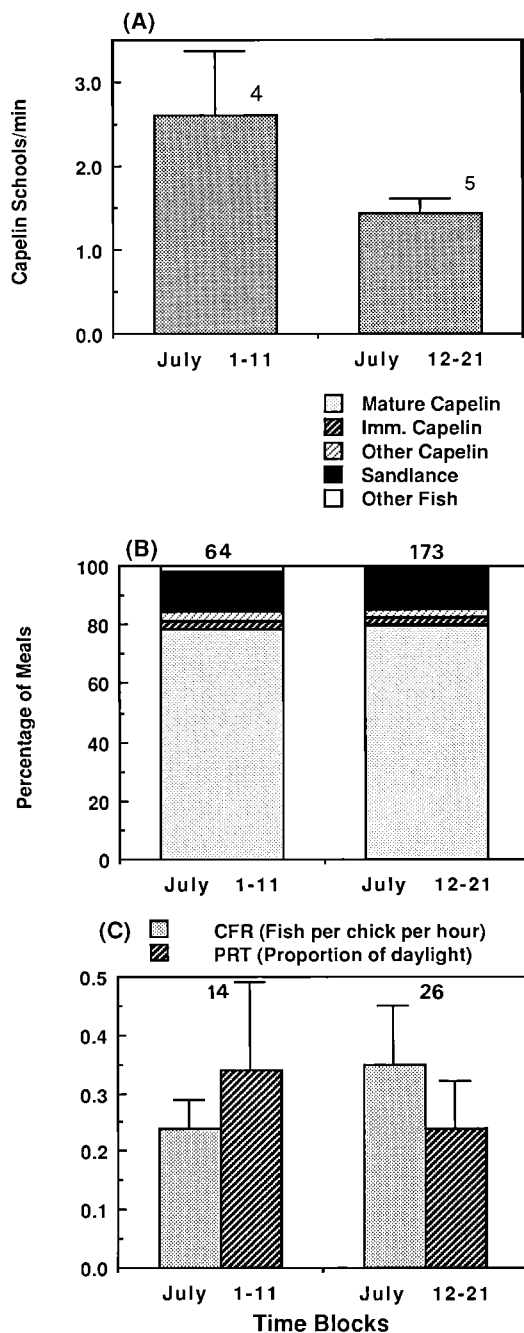 (A)
Capelin Schools/min
3.0
2.0
1.0
0.0
4
5
July 1-11
July 12-21
Mature Capelin
Imm. Capelin
Other Capelin
Sandlance
Other Fish
(B)
64
173
Percentage of Meals
100
80
60
40
20
0
July 1-11
July 12-21
(C)
CFR (Fish per chick per hour)
PRT (Proportion of daylight)
0.5
0.4
0.3
0.2
0.1
0.0
14
26
July 1-11
July 12-21
Time Blocks